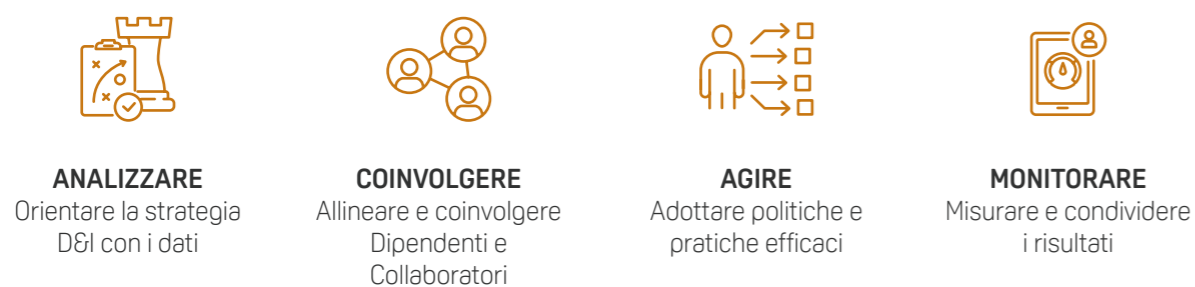 ANALIZZARE
Orientare la strategia
D&I con i dati
COINVOLGERE
Allineare e coinvolgere
Dipendenti e
Collaboratori
AGIRE
Adottare politiche e
pratiche efficaci
MONITORARE
Misurare e condividere
i risultati